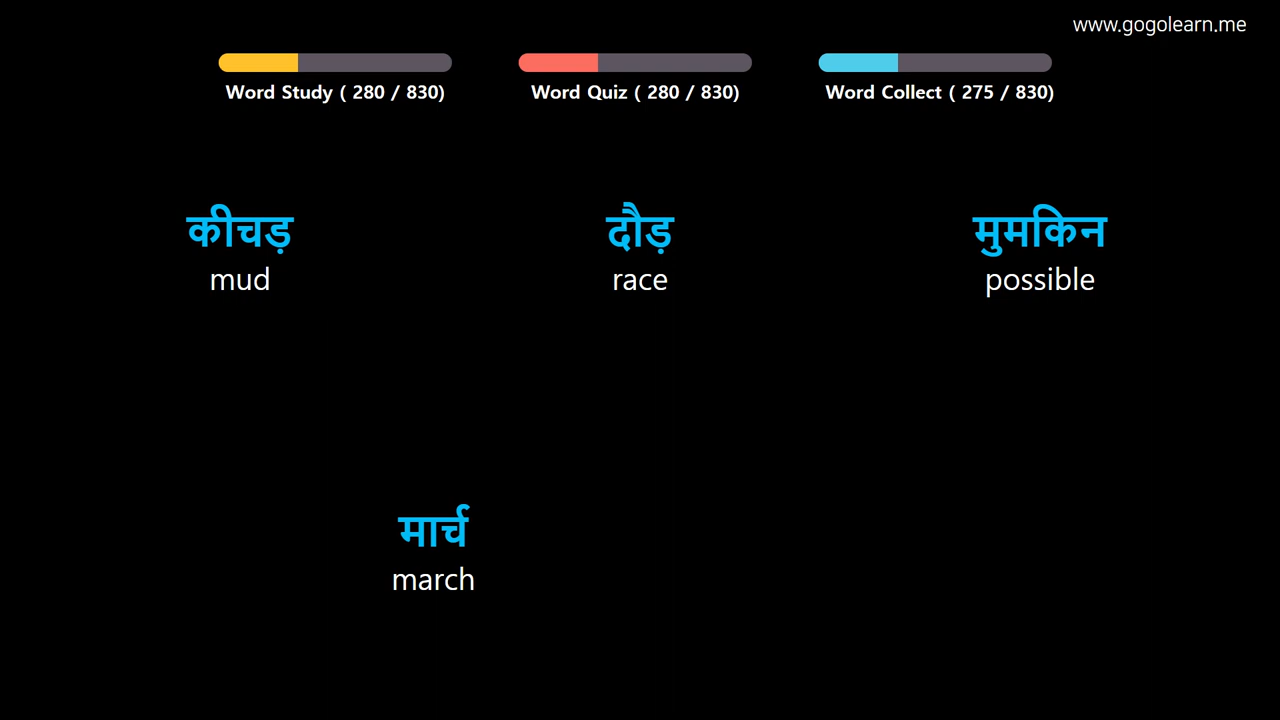 www.gogolearn.me
Word Study ( 280 / 830)
Word Quiz ( 280 / 830)
Word Collect ( 275 / 830)
कीचड़
mud
दौड़
race
मुमकिन
possible
मार्च
march